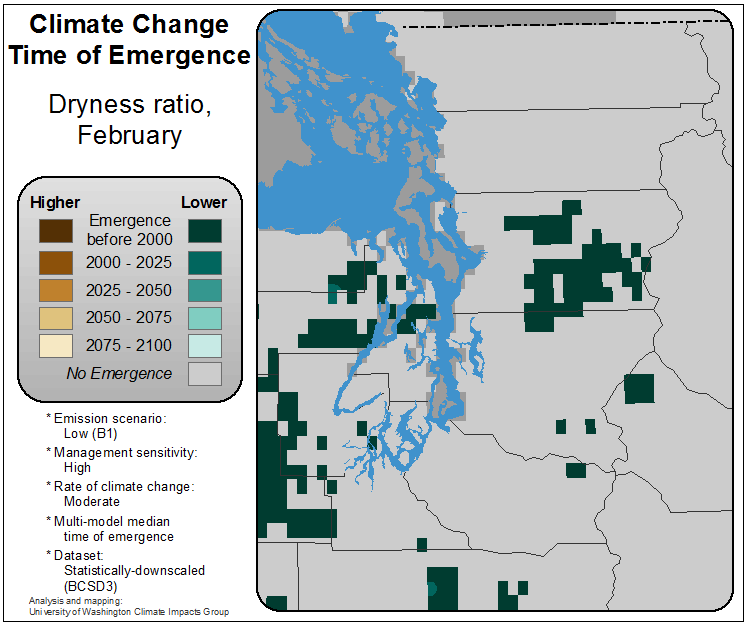 Climate Change
Time of Emergence
Dryness ratio,
February
Higher
Lower
Emergence
before 2000
2000 - 2025
2025 - 2050
2050 - 2075
2075 - 2100
No Emergence
* Emission scenario:
Low (B1)
* Management sensitivity:
High
* Rate of climate change:
Moderate
* Multi-model median
time of emergence
* Dataset:
Statistically-downscaled
(BCSD3)
Analysis and mapping:
University of Washington Climate Impacts Group